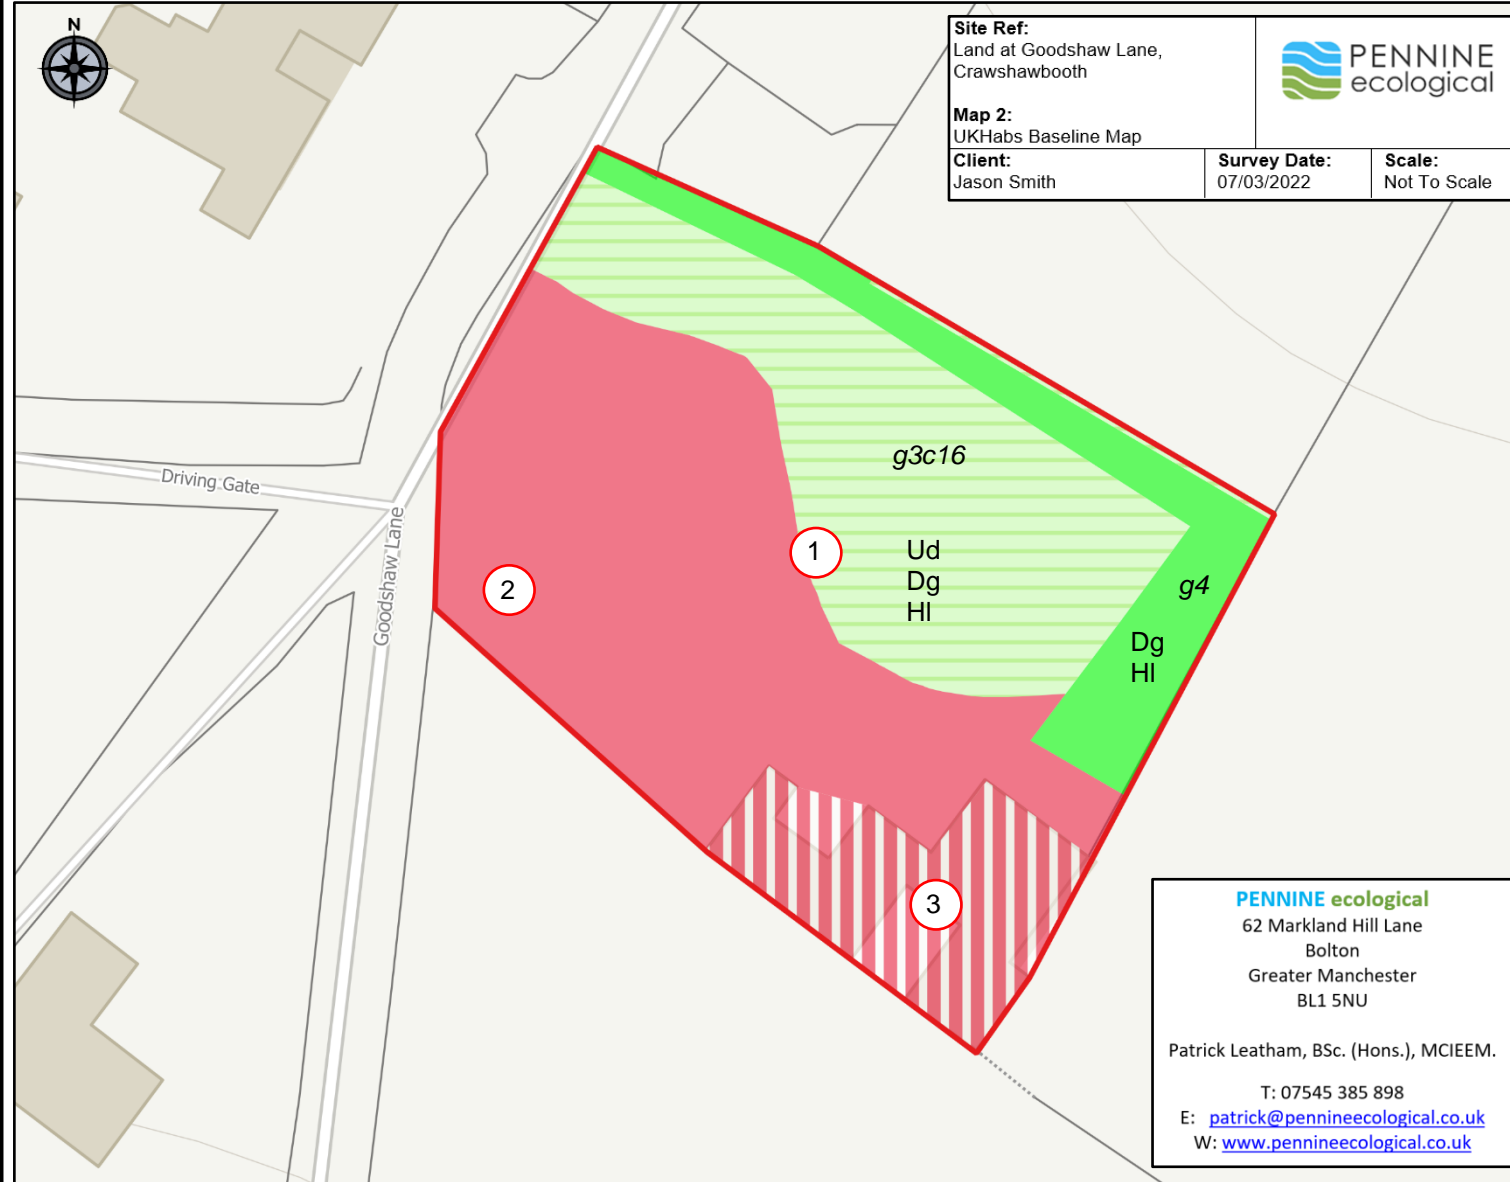 N
Site Ref:
Land at Goodshaw Lane,
Crawshawbooth
Map 2:
UKHabs Baseline Map
PENNINE
ecological
Client:
Jason Smith
Survey Date:
07/03/2022
Scale:
Not To Scale
Driving Gate
Goodshaw Lane
g3c16
1
Ud
Dg
Hl
2
g4
Dg
Hl
3
PENNINE ecological
62 Markland Hill Lane
Bolton
Greater Manchester
BL1 5NU
Patrick Leatham, BSc. (Hons.), MCIEEM.
T: 07545 385 898
E: patrick@pennineecological.co.uk
W: www.pennineecological.co.uk